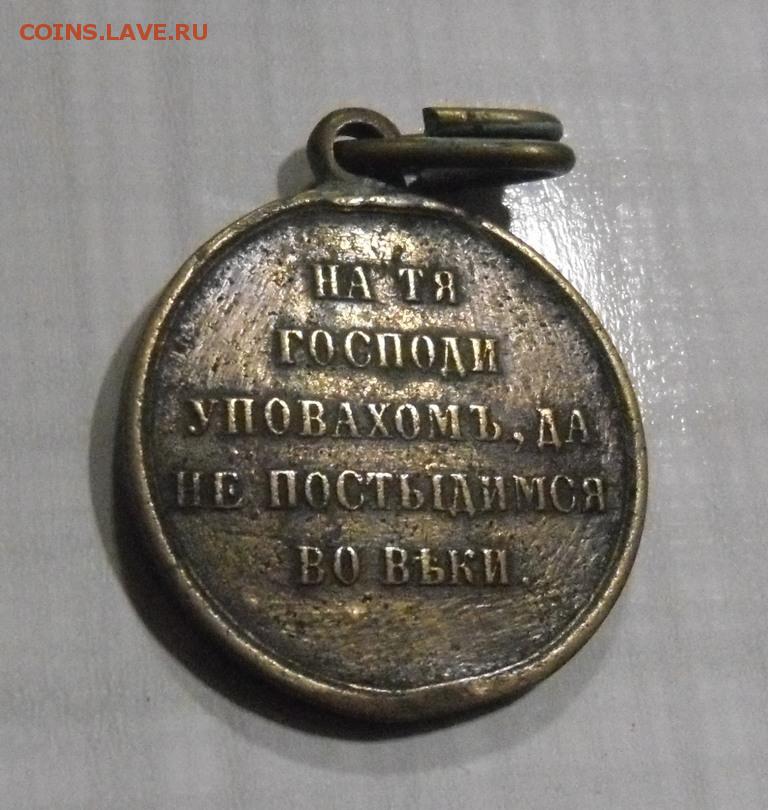 COINS.LAVE.RU
НА ТЯ
ГОСПОДИ
УПОВАХОМЪ, ДА
НЕ ПОСТЫДИМСЯ
ВО ВѢКИ.